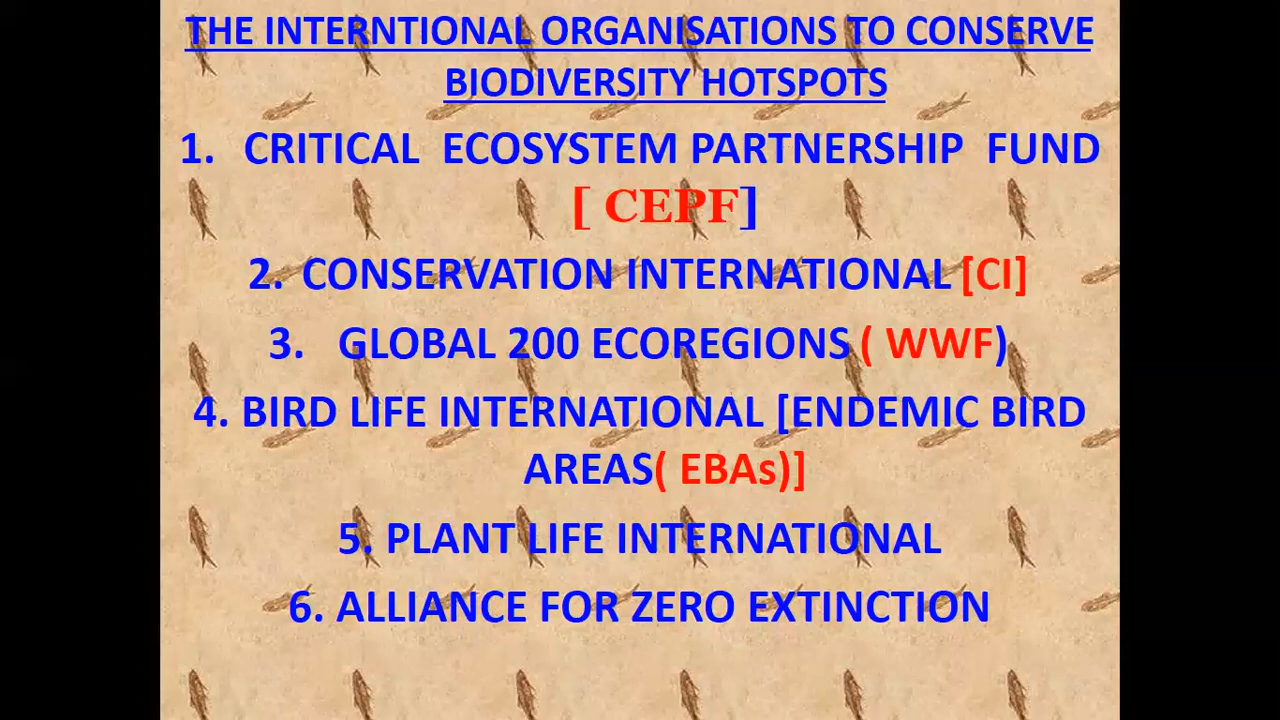 THE INTERNTIONAL ORGANISATIONS TO CONSERVE
BIODIVERSITY HOTSPOTS
1. CRITICAL ECOSYSTEM PARTNERSHIP FUND
[ CEPF]
2. CONSERVATION INTERNATIONAL [CI]
3. GLOBAL 200 ECOREGIONS ( WWF)
4. BIRD LIFE INTERNATIONAL [ENDEMIC BIRD
AREAS( EBAs)]
5. PLANT LIFE INTERNATIONAL
6. ALLIANCE FOR ZERO EXTINCTION